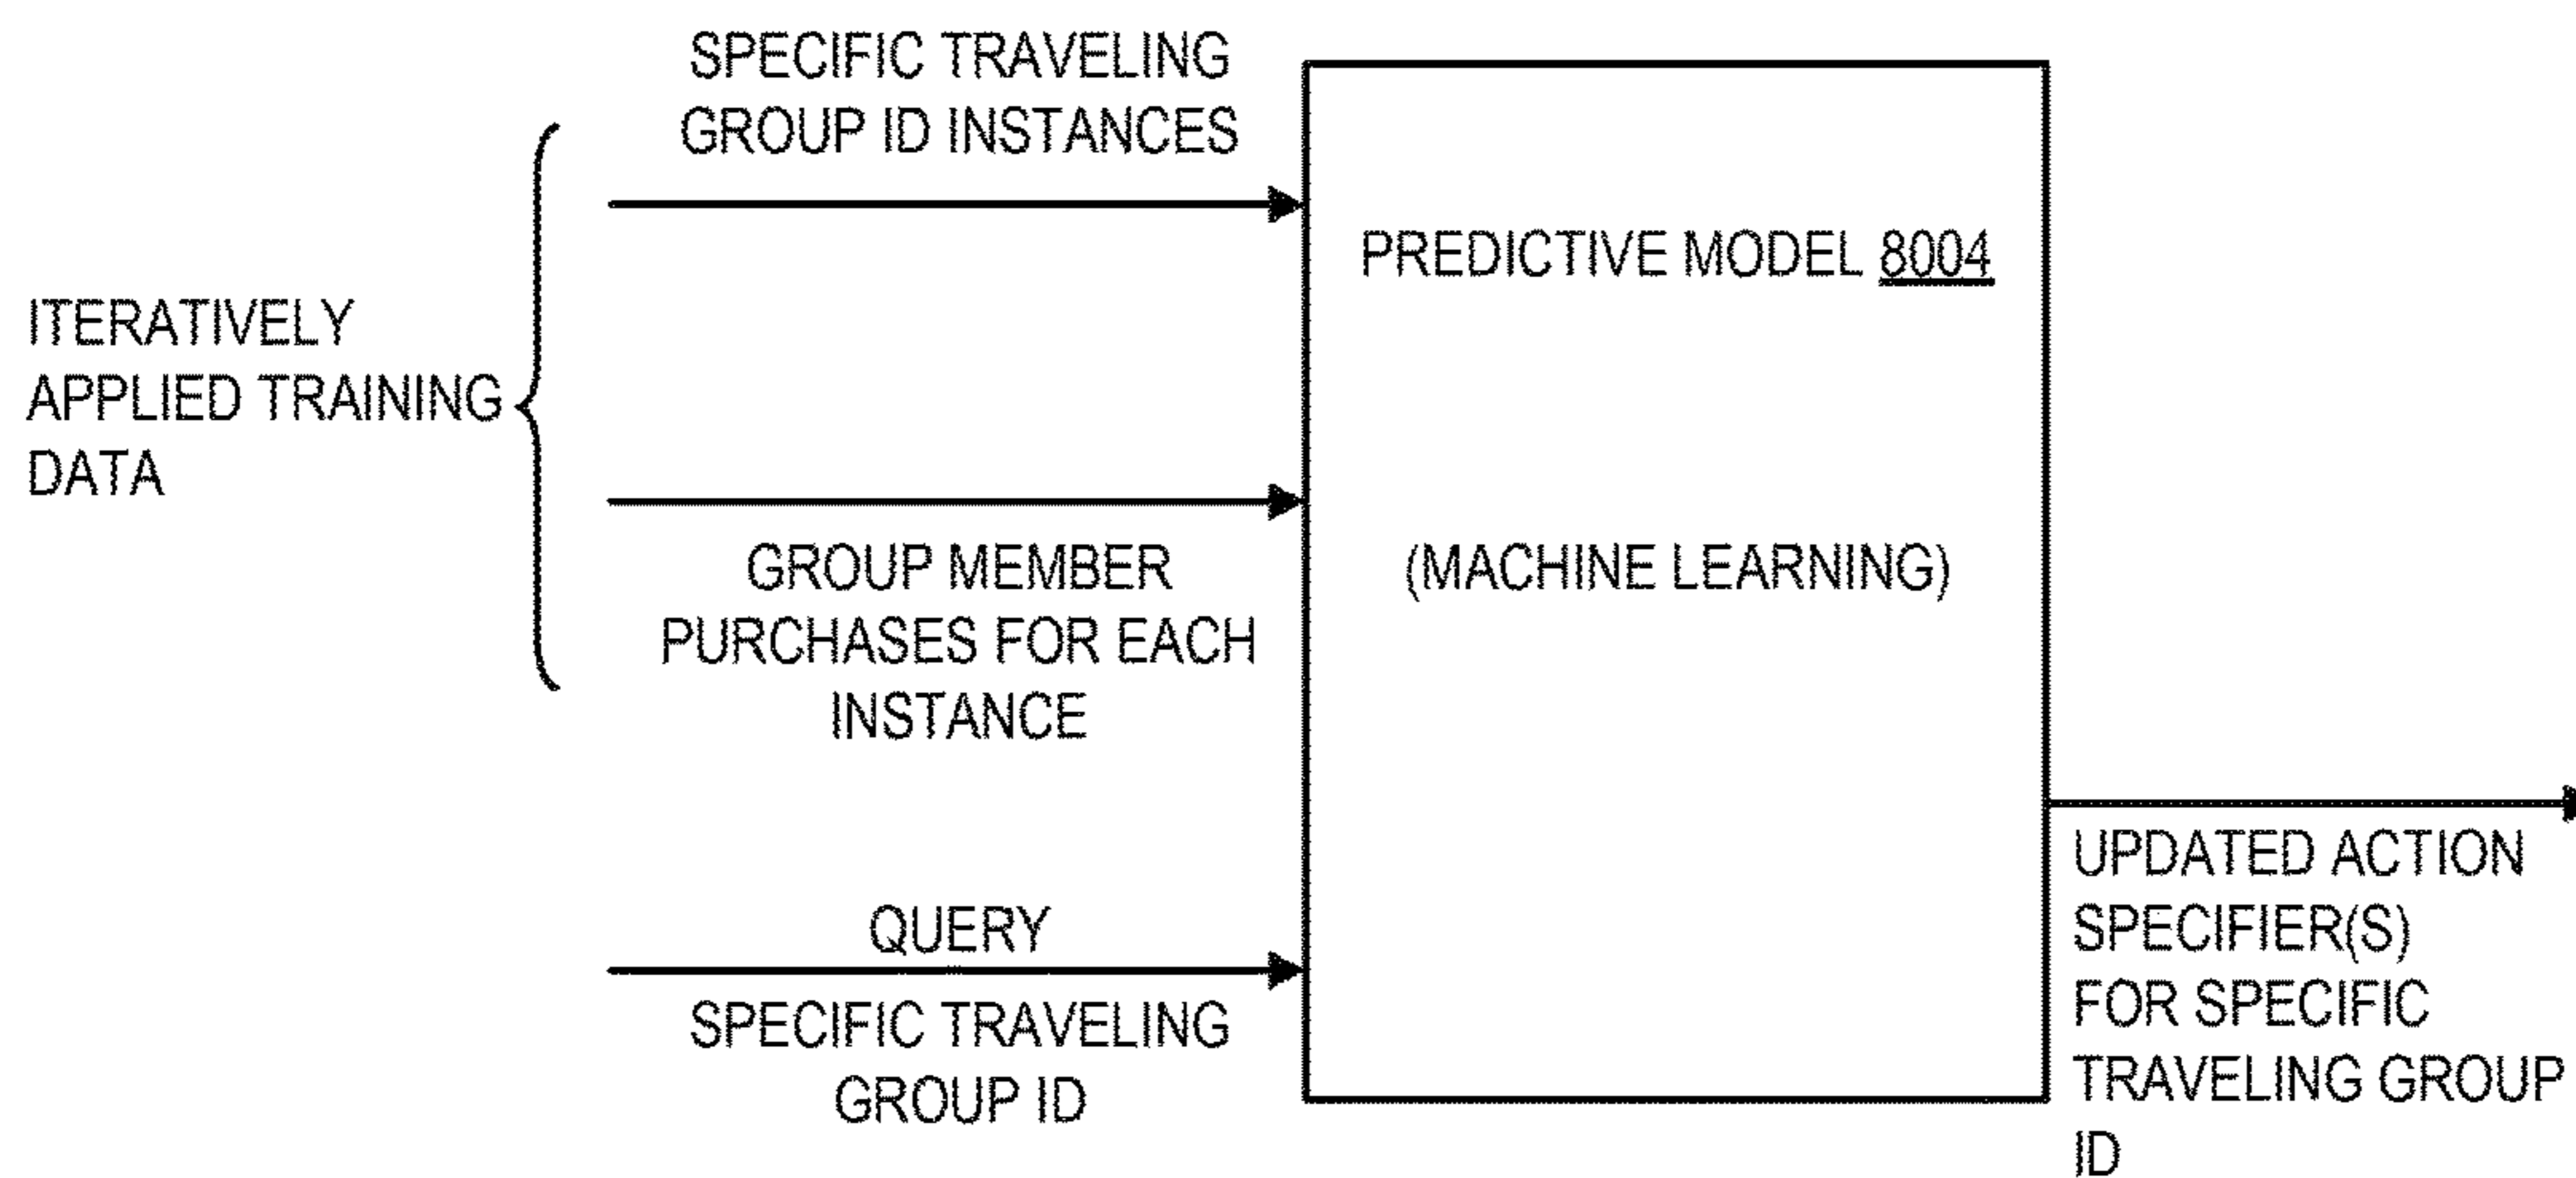 ITERATIVELY
APPLIED TRAINING
DATA
SPECIFIC TRAVELING
GROUP ID INSTANCES
GROUP MEMBER
PURCHASES FOR EACH
INSTANCE
QUERY
SPECIFIC TRAVELING
GROUP ID
PREDICTIVE MODEL 8004
(MACHINE LEARNING)
UPDATED ACTION
SPECIFIER(S)
FOR SPECIFIC
TRAVELING GROUP
ID